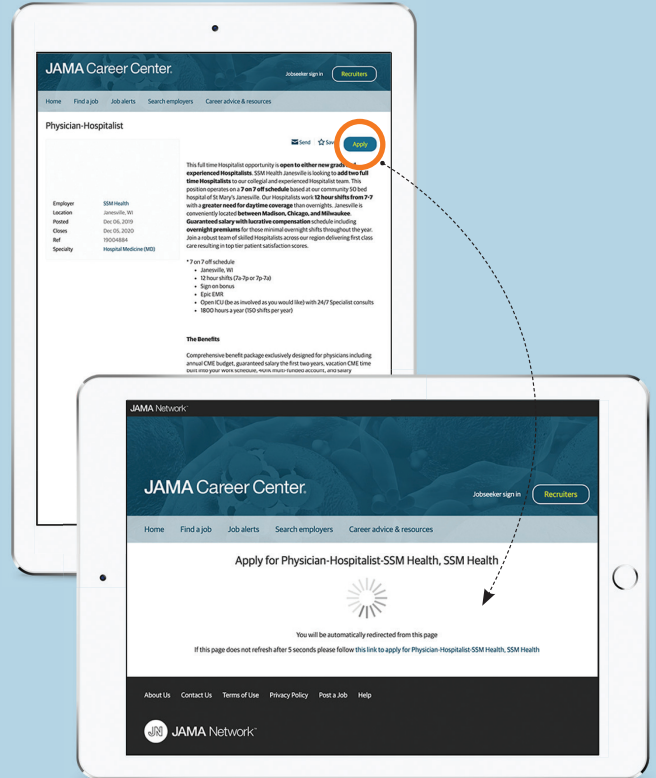 JAMA Career Center®
Jobseeker sign in
Recruiters
Home Find a job Job alerts Search employers Career advice & resources
Physician-Hospitalist
Send Save Apply
This full time Hospitalist opportunity is open to either new grads
experienced Hospitalists. SSM Health Janesville is looking to add two full
time Hospitalists to our collegial and experienced Hospitalist team. This
position operates on a 7 on 7 off schedule based at our community 50 bed
hospital of St Mary's Janesville. Our Hospitalists work 12 hour shifts from 7-7
with a greater need for daytime coverage than overnights. Janesville is
conveniently located between Madison, Chicago, and Milwaukee.
Guaranteed salary with lucrative compensation schedule including
overnight premiums for those minimal overnight shifts throughout the year.
Join a robust team of skilled Hospitalists across our region delivering first class
care resulting in top tier patient satisfaction scores.
Employer SSM Health
Location Janesville, WI
Posted Dec 06, 2019
Closes Dec 05, 2020
Ref 19004884
Specialty Hospital Medicine (MD)
* 7 on 7 off schedule
• Janesville, WI
• 12 hour shifts (7a-7p or 7p-7a)
• Sign on bonus
• Epic EMR
• Open ICU (be as involved as you would like) with 24/7 Specialist consults
• 1800 hours a year (150 shifts per year)
The Benefits
Comprehensive benefit package exclusively designed for physicians including
annual CME budget, guaranteed salary the first two years, vacation CME time
built into your work schedule, 401k multi-funded account, and salary
JAMA Network™
JAMA Career Center®
Jobseeker sign in
Recruiters
Home Find a job Job alerts Search employers Career advice & resources
Apply for Physician-Hospitalist-SSM Health, SSM Health
You will be automatically redirected from this page
If this page does not refresh after 5 seconds please follow this link to apply for Physician-Hospitalist-SSM Health, SSM Health
About Us Contact Us Terms of Use Privacy Policy Post a Job Help
JN JAMA Network™